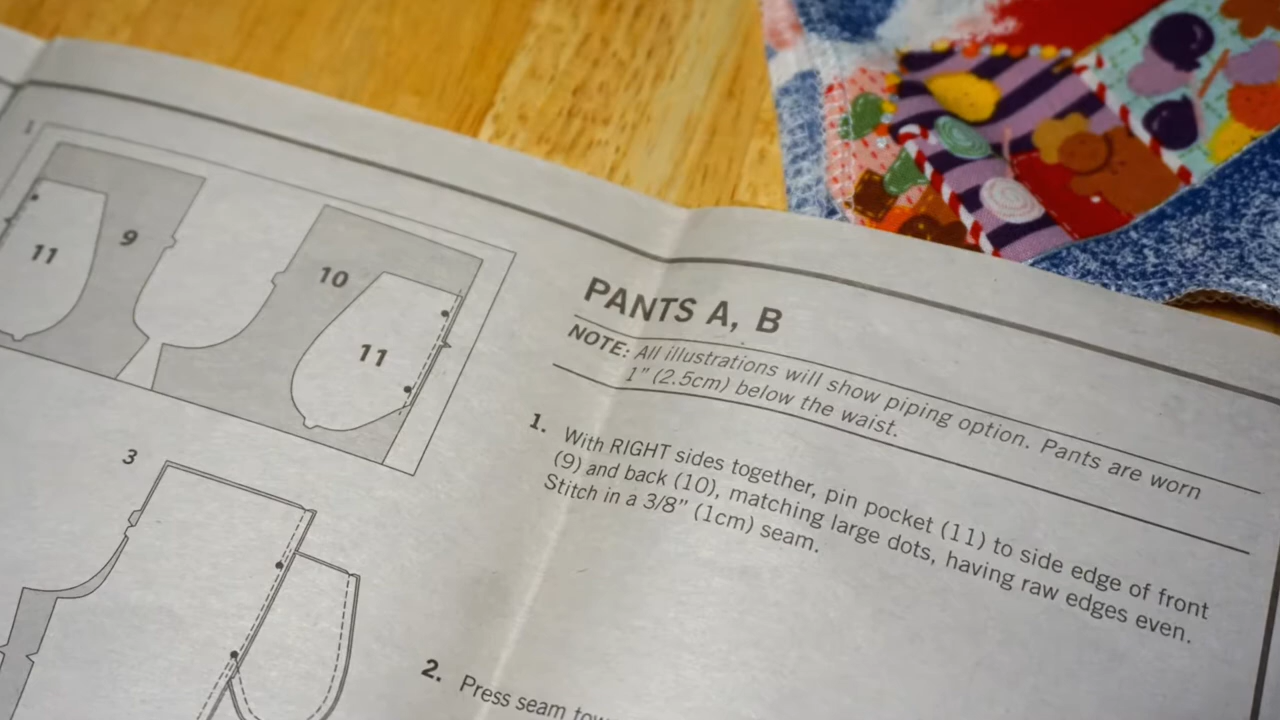 1
11
9
10
11
3
PANTS A, B
NOTE: All illustrations will show piping option. Pants are worn
1" (2.5cm) below the waist.
1. With RIGHT sides together, pin pocket (11) to side edge of front
(9) and back (10), matching large dots, having raw edges even.
Stitch in a 3/8" (1cm) seam.
2. Press seam